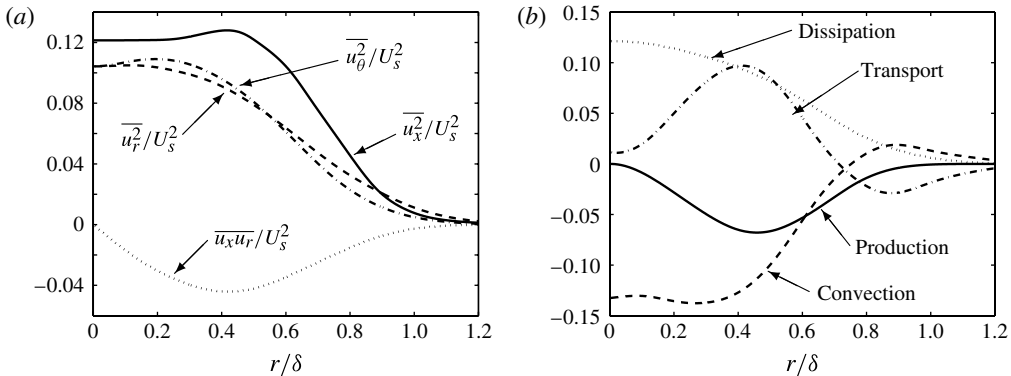 (a)
0.12
0.08
0.04
0
−0.04
0
0.2
0.4
0.6
0.8
1.0
1.2
r/δ
$\overline{u_\theta^2}/U_s^2$
$\overline{u_r^2}/U_s^2$
$\overline{u_x^2}/U_s^2$
$\overline{u_x u_r}/U_s^2$
(b)
0.15
0.10
0.05
0
−0.05
−0.10
−0.15
0
0.2
0.4
0.6
0.8
1.0
1.2
r/δ
Dissipation
Transport
Production
Convection